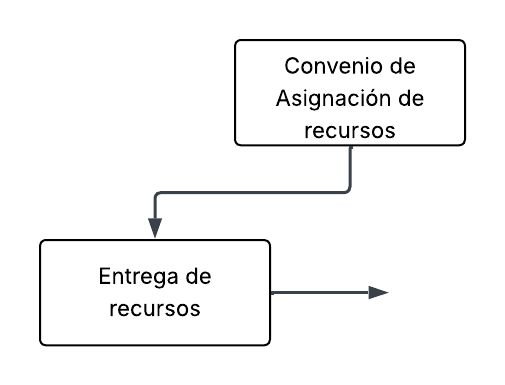 Convenio de
Asignación de
recursos
Entrega de
recursos